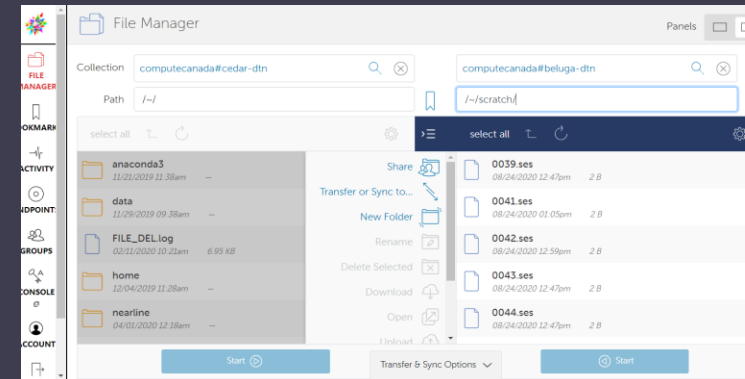 File Manager
Panels
FILE
MANAGER
OKMARK
ACTIVITY
NDPOINT
GROUPS
CONSOLE
ACCOUNT
Collection
computecanada#cedar-dtn
computecanada#beluga-dtn
Path
/~/
/~/scratch/
select all
select all
anaconda3
11/21/2019 11:38am --
data
11/29/2019 09:38am --
FILE_DEL.log
02/11/2020 10:21am 6.95 KB
home
12/04/2019 11:28am --
nearline
04/01/2020 12:18am --
Share
Transfer or Sync to...
New Folder
Rename
Delete Selected
Download
Open
Upload
0039.ses
08/24/2020 12:47pm 2 B
0041.ses
08/24/2020 01:05pm 2 B
0042.ses
08/24/2020 12:59pm 2 B
0043.ses
08/24/2020 12:47pm 2 B
0044.ses
08/24/2020 12:47pm 2 B
Start
Transfer & Sync Options
Start